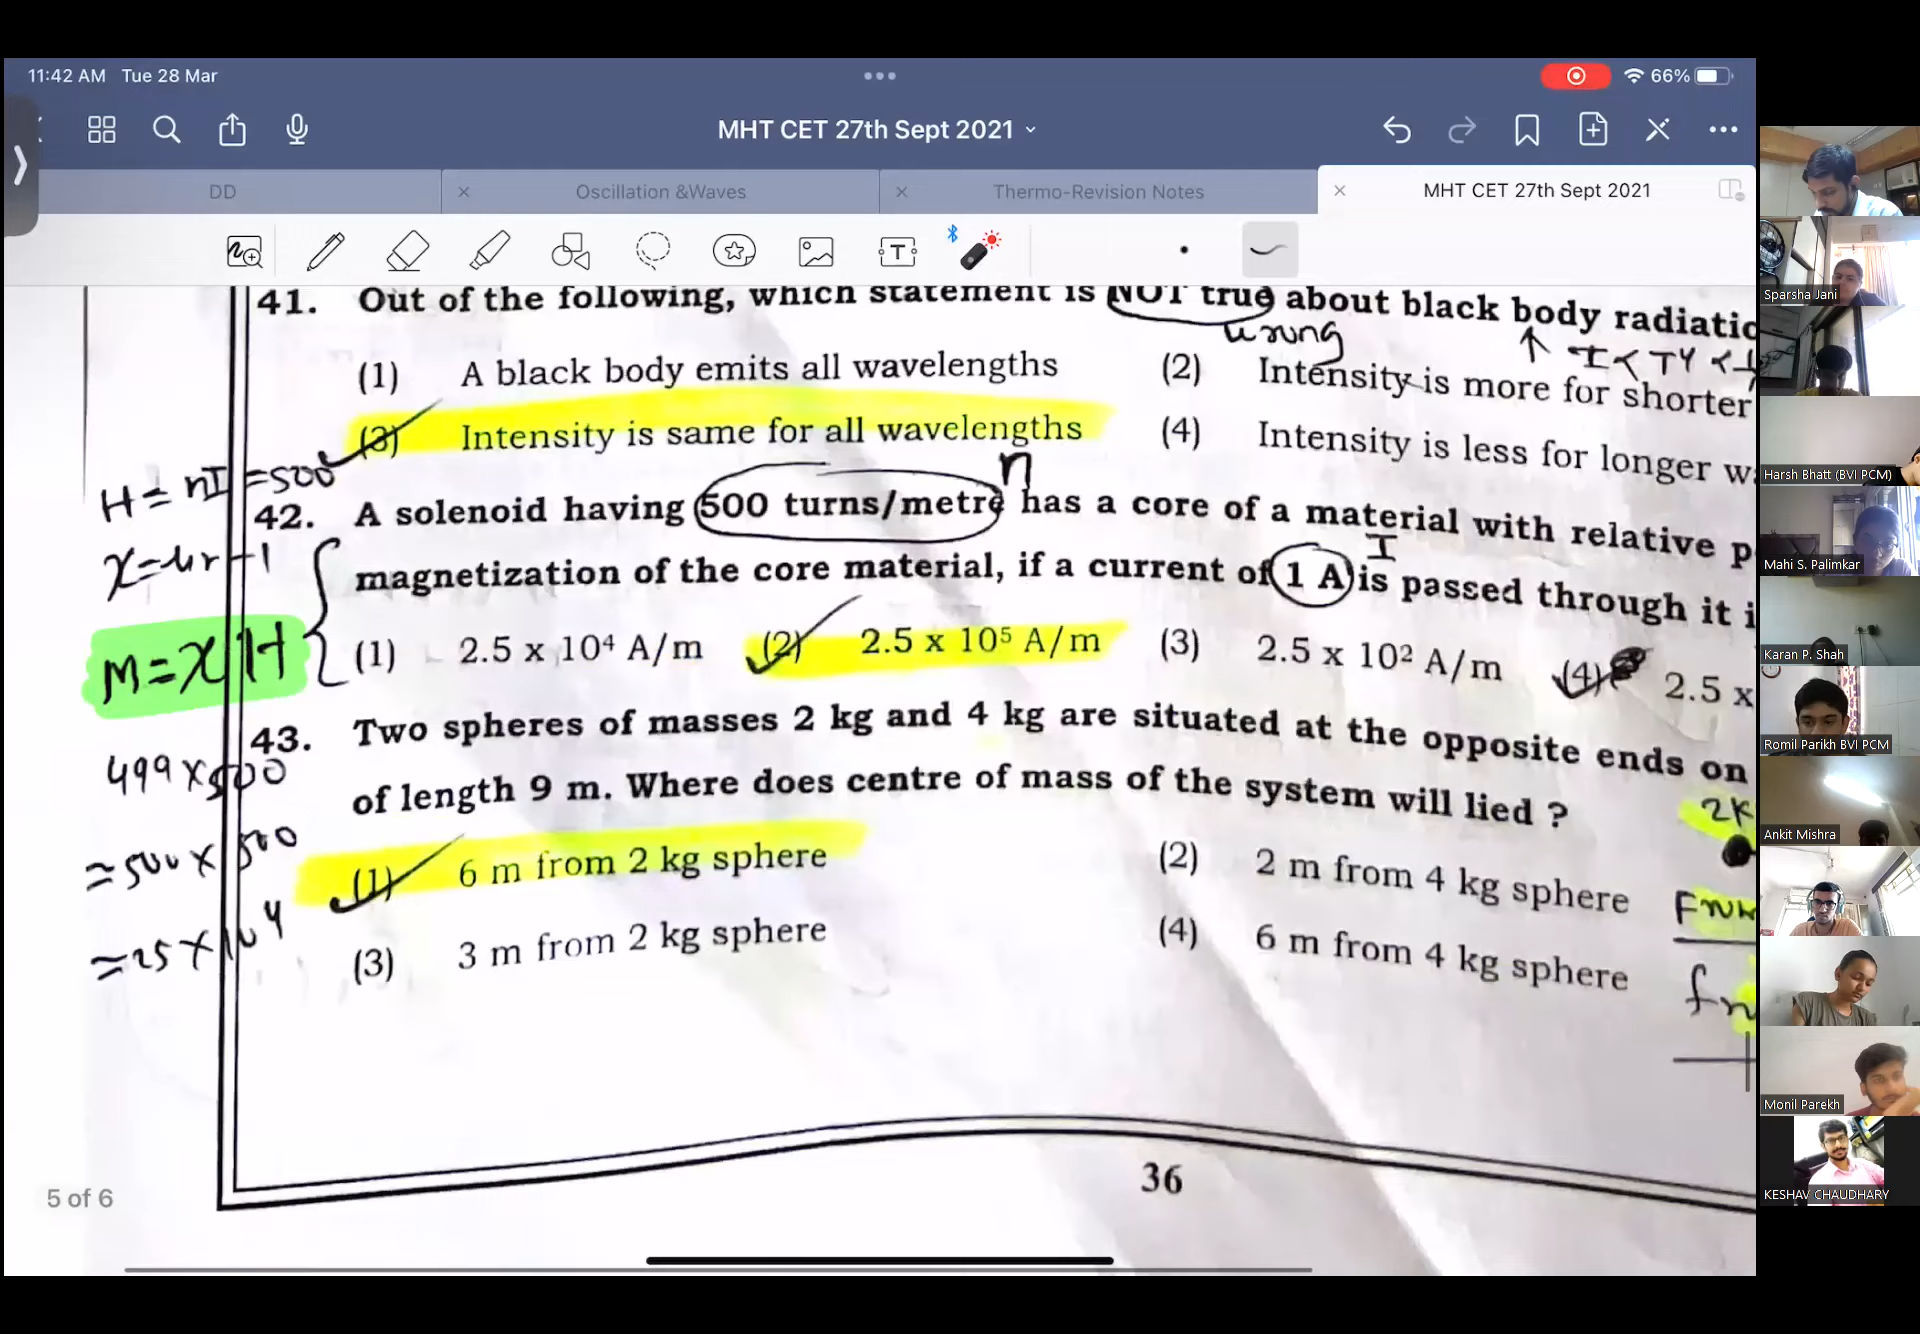 11:42 AM Tue 28 Mar
66%
MHT CET 27th Sept 2021
DD
Oscillation &Waves
Thermo-Revision Notes
MHT CET 27th Sept 2021
41. Out of the following, which statement is NOT true about black body radiatio
wrong
(1) A black body emits all wavelengths (2) Intensity is more for shorter
(3) Intensity is same for all wavelengths (4) Intensity is less for longer w
H = nI = 500
n
42. A solenoid having 500 turns/metre has a core of a material with relative p
I
magnetization of the core material, if a current of 1 A is passed through it i
(1) 2.5 x 10⁴ A/m (2) 2.5 x 10⁵ A/m (3) 2.5 x 10² A/m (4) 2.5 x
χ = μr - 1
M = χ H
43. Two spheres of masses 2 kg and 4 kg are situated at the opposite ends on
of length 9 m. Where does centre of mass of the system will lied ?
(1) 6 m from 2 kg sphere (2) 2 m from 4 kg sphere
(3) 3 m from 2 kg sphere (4) 6 m from 4 kg sphere
499 × 500
≈ 500 × 500
≈ 25 × 10 4
2K
36
5 of 6
Sparsha Jani
Harsh Bhatt (BVI PCM)
Mahi S. Palimkar
Karan P. Shah
Romil Parikh BVI PCM
Ankit Mishra
Monil Parekh
KESHAV CHAUDHARY